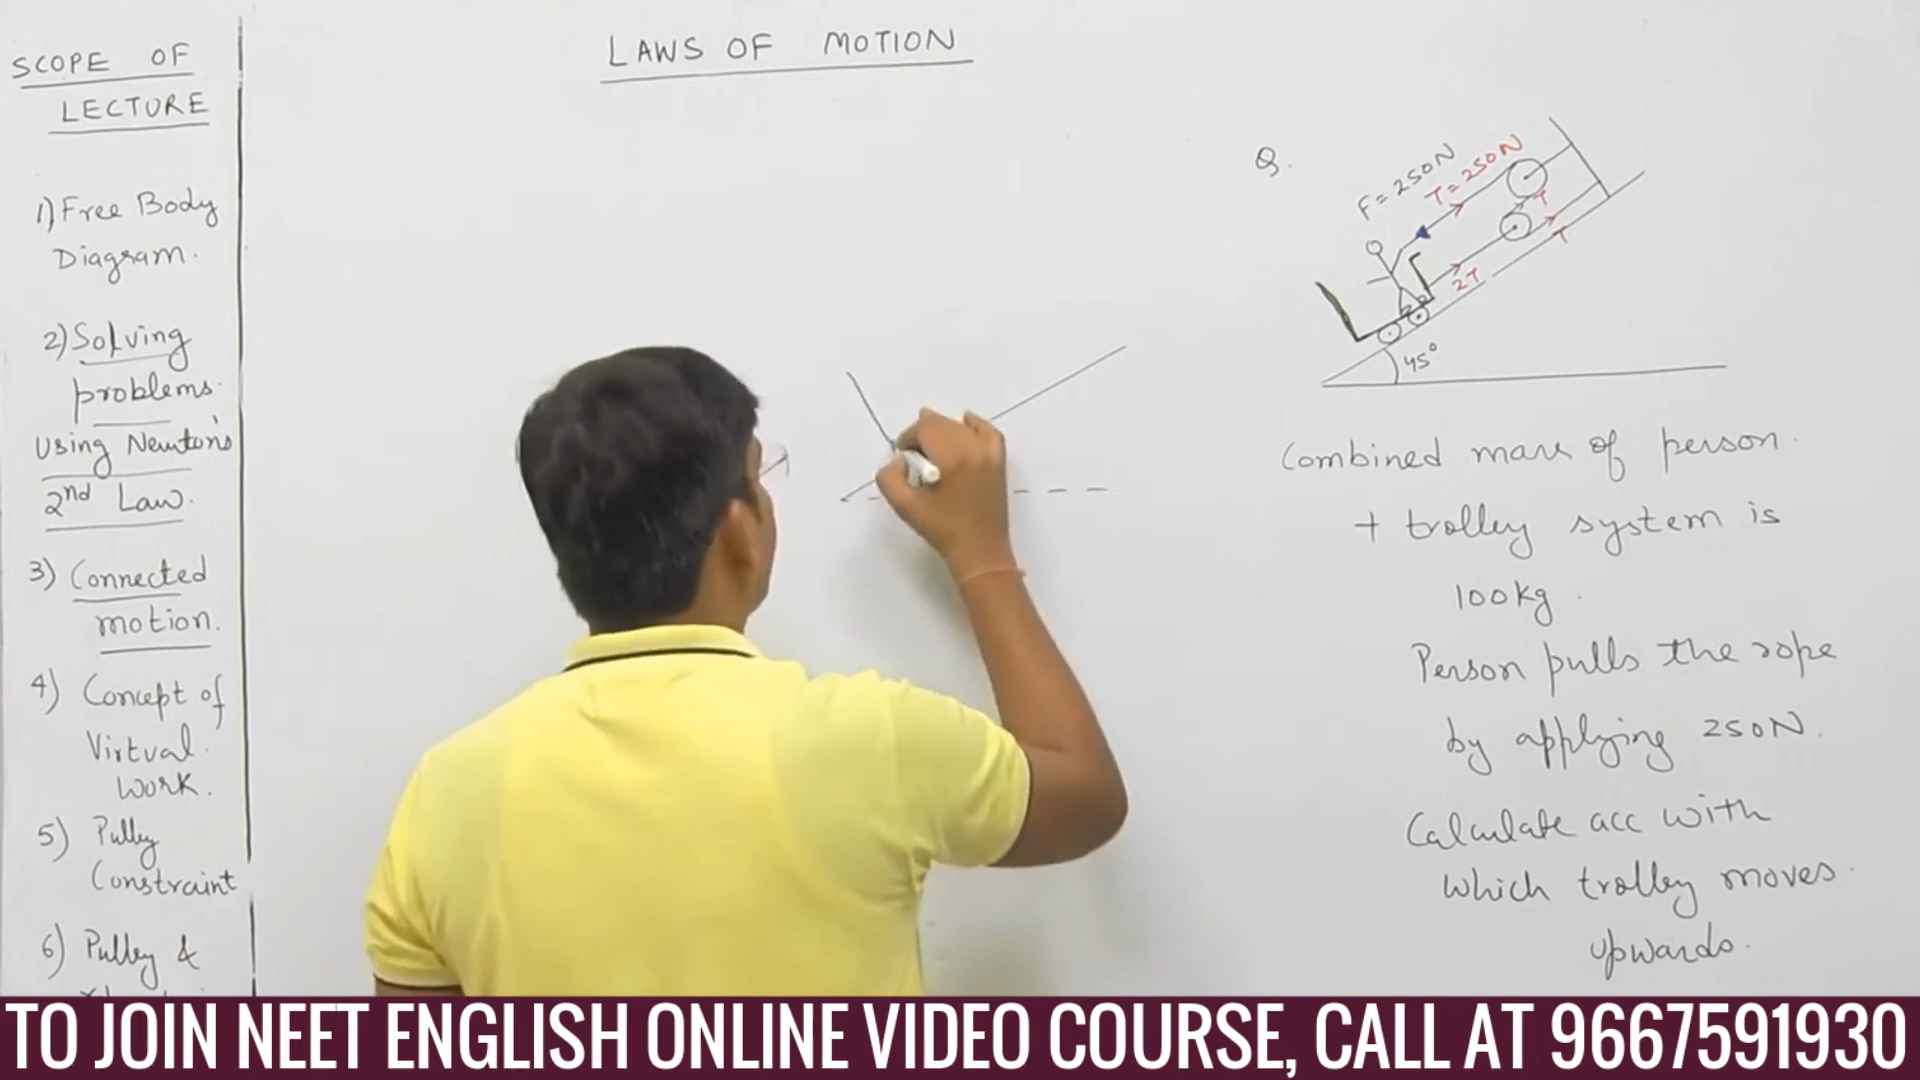 SCOPE OF
LECTURE
1) Free Body
Diagram.
2) Solving
problems.
Using Newton's
2nd Law.
3) Connected
motion.
4) Concept of
Virtual
Work.
5) Pully
Constraint
6) Pulley &
LAWS OF MOTION
Q.
F = 250N
T = 250N
T
T
2T
45°
Combined mass of person
+ trolley system is
100kg.
Person pulls the rope
by applying 250N.
Calculate acc with
which trolley moves
upwards.
TO JOIN NEET ENGLISH ONLINE VIDEO COURSE, CALL AT 9667591930